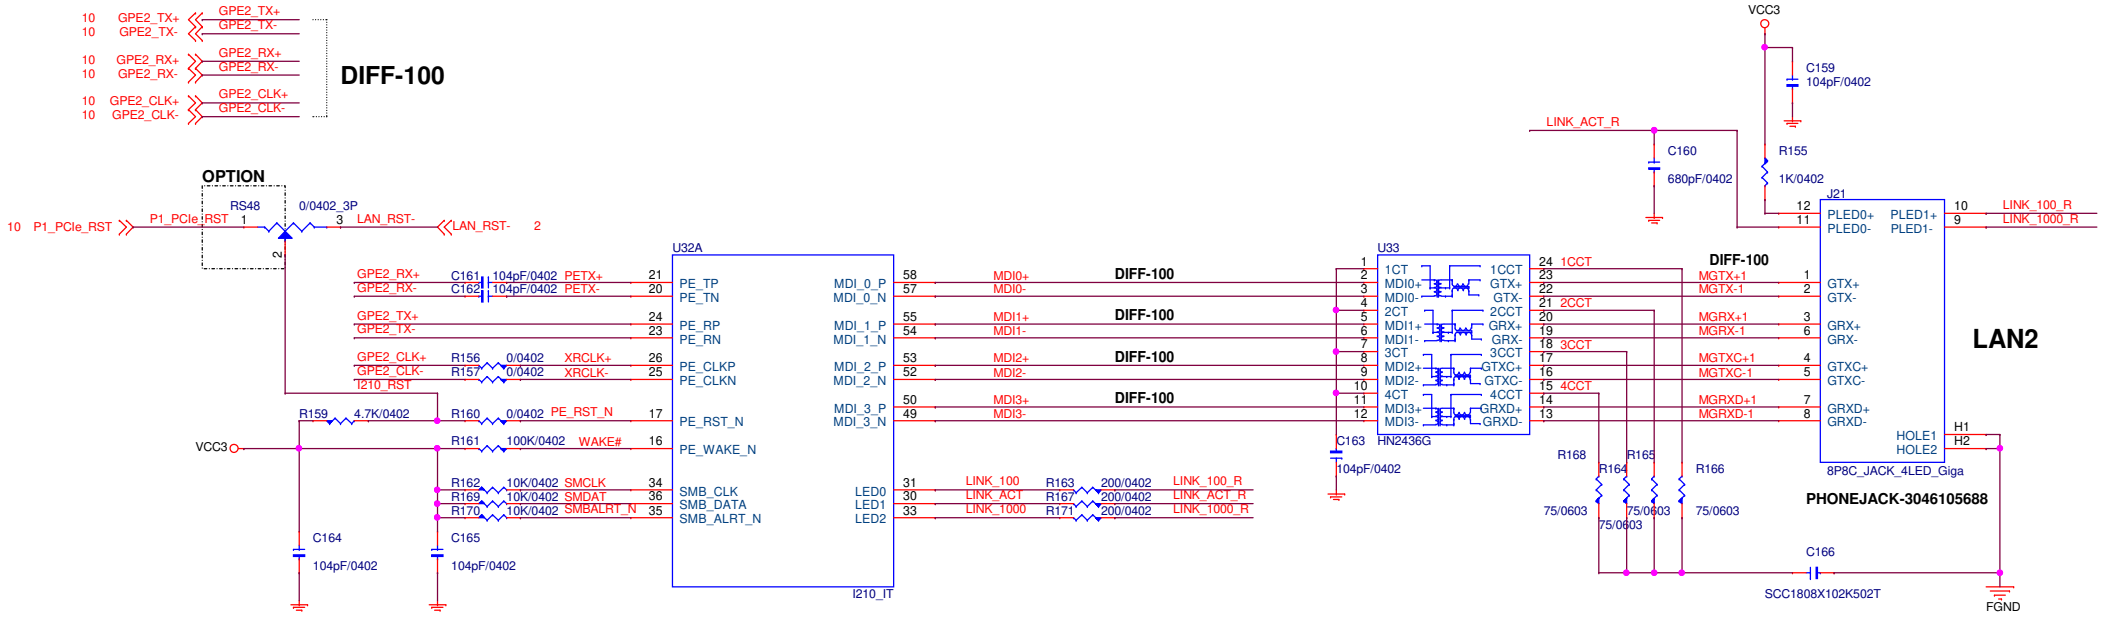 10 GPE2_TX+ GPE2_TX+
10 GPE2_TX- GPE2_TX-
10 GPE2_RX+ GPE2_RX+
10 GPE2_RX- GPE2_RX-
10 GPE2_CLK+ GPE2_CLK+
10 GPE2_CLK- GPE2_CLK-
DIFF-100
OPTION
RS48 0/0402_3P
10 P1_PCIe_RST P1_PCIe_RST 1 3 LAN_RST- LAN_RST- 2
2
GPE2_RX+ C161 104pF/0402 PETX+ 21
GPE2_RX- C162 104pF/0402 PETX- 20
GPE2_TX+ 24
GPE2_TX- 23
GPE2_CLK+ R156 0/0402 XRCLK+ 26
GPE2_CLK- R157 0/0402 XRCLK- 25
I210_RST
R159 4.7K/0402 R160 0/0402 PE_RST_N 17
VCC3 R161 100K/0402 WAKE# 16
R162 10K/0402 SMCLK 34
R169 10K/0402 SMDAT 36
R170 10K/0402 SMBALRT_N 35
C164
104pF/0402
C165
104pF/0402
U32A
PE_TP MDI_0_P
PE_TN MDI_0_N
PE_RP MDI_1_P
PE_RN MDI_1_N
PE_CLKP MDI_2_P
PE_CLKN MDI_2_N
PE_RST_N MDI_3_P
MDI_3_N
PE_WAKE_N
SMB_CLK LED0
SMB_DATA LED1
SMB_ALRT_N LED2
I210_IT
58 MDI0+ DIFF-100
57 MDI0-
55 MDI1+ DIFF-100
54 MDI1-
53 MDI2+ DIFF-100
52 MDI2-
50 MDI3+ DIFF-100
49 MDI3-
31 LINK_100 R163 200/0402 LINK_100_R
30 LINK_ACT R167 200/0402 LINK_ACT_R
33 LINK_1000 R171 200/0402 LINK_1000_R
U33
1 1CT 1CCT 24 1CCT
2 MDI0+ GTX+ 23
3 MDI0- GTX- 22
4 2CT 2CCT 21 2CCT
5 MDI1+ GRX+ 20
6 MDI1- GRX- 19
7 3CT 3CCT 18 3CCT
8 MDI2+ GTXC+ 17
9 MDI2- GTXC- 16
10 4CT 4CCT 15 4CCT
11 MDI3+ GRXD+ 14
12 MDI3- GRXD- 13
HN2436G
C163
104pF/0402
VCC3
C159
104pF/0402
LINK_ACT_R
C160
680pF/0402
R155
1K/0402
J21
12 PLED0+ PLED1+ 10 LINK_100_R
11 PLED0- PLED1- 9 LINK_1000_R
DIFF-100
MGTX+1 1 GTX+
MGTX-1 2 GTX-
MGRX+1 3 GRX+
MGRX-1 6 GRX-
MGTXC+1 4 GTXC+
MGTXC-1 5 GTXC-
MGRXD+1 7 GRXD+
MGRXD-1 8 GRXD-
HOLE1 H1
HOLE2 H2
8P8C_JACK_4LED_Giga
PHONEJACK-3046105688
LAN2
R168 R164 R165 R166
75/0603 75/0603 75/0603 75/0603
C166
SCC1808X102K502T
FGND